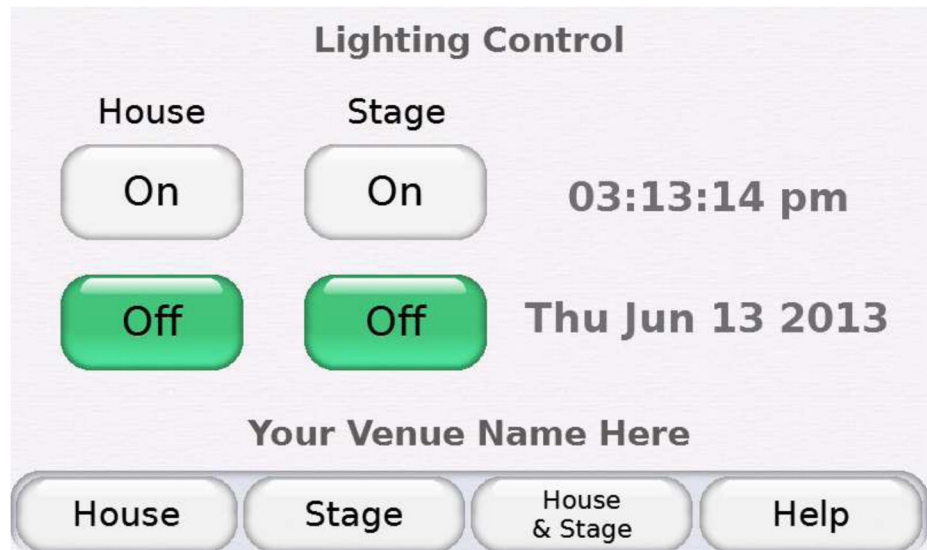 Lighting Control
House Stage
On On
03:13:14 pm
Off Off
Thu Jun 13 2013
Your Venue Name Here
House Stage House
& Stage Help